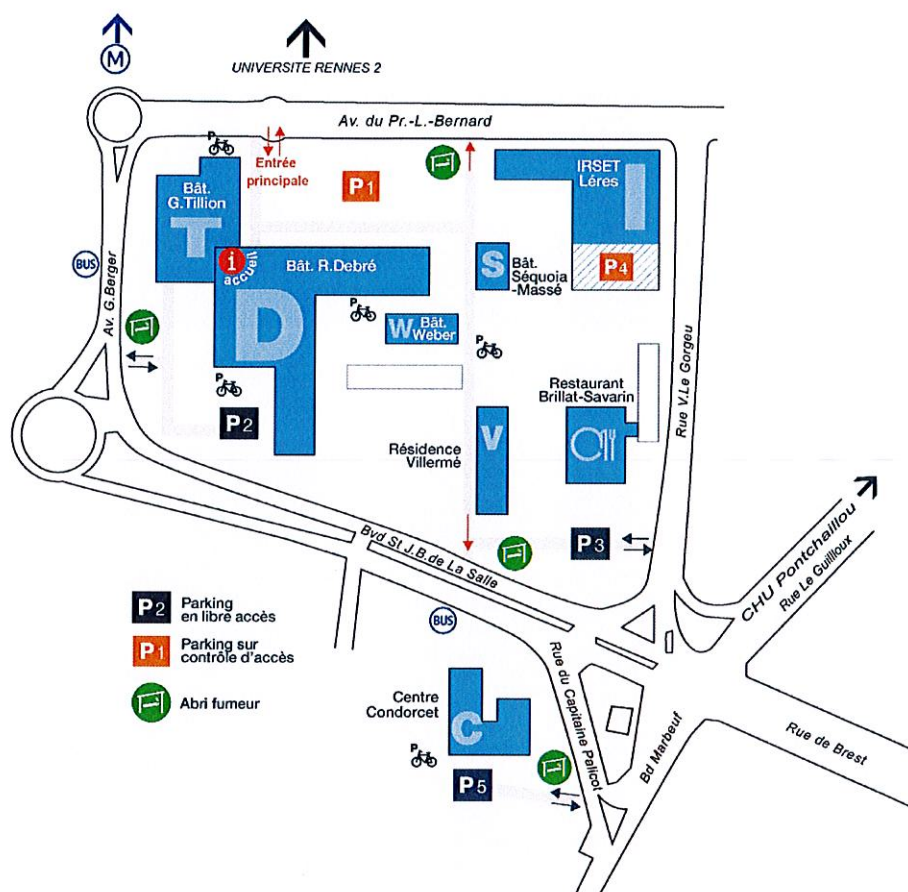 M
UNIVERSITE RENNES 2
Av. du Pr.-L.-Bernard
P
Entrée
principale
P1
Bât.
G.Tillion
T
IRSET
Léres
I
BUS
Av. G.Berger
i
accueil
Bât. R.Debré
D
S
Bât.
Séquoia
-Massé
P4
P
W
Bât.
Weber
P
Rue V.Le Gorgeu
P
P2
Restaurant
Brillat-Savarin
Résidence
Villermé
V
Bvd St J.B.de La Salle
P3
CHU Pontchaillou
Rue Le Guilloux
P2
Parking
en libre accès
P1
Parking sur
contrôle d'accès
Abri fumeur
BUS
Rue du Capitaine Palicot
Centre
Condorcet
C
P
P5
Bd Marbeuf
Rue de Brest